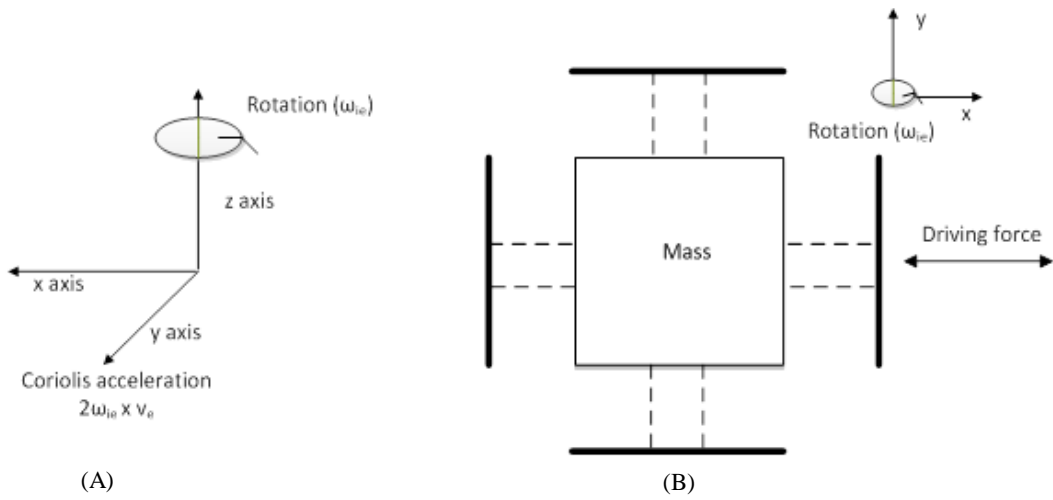 Rotation (ωᵢₑ)
z axis
x axis
y axis
Coriolis acceleration
2ωᵢₑ x vₑ
(A)
y
x
Rotation (ωᵢₑ)
Mass
Driving force
(B)